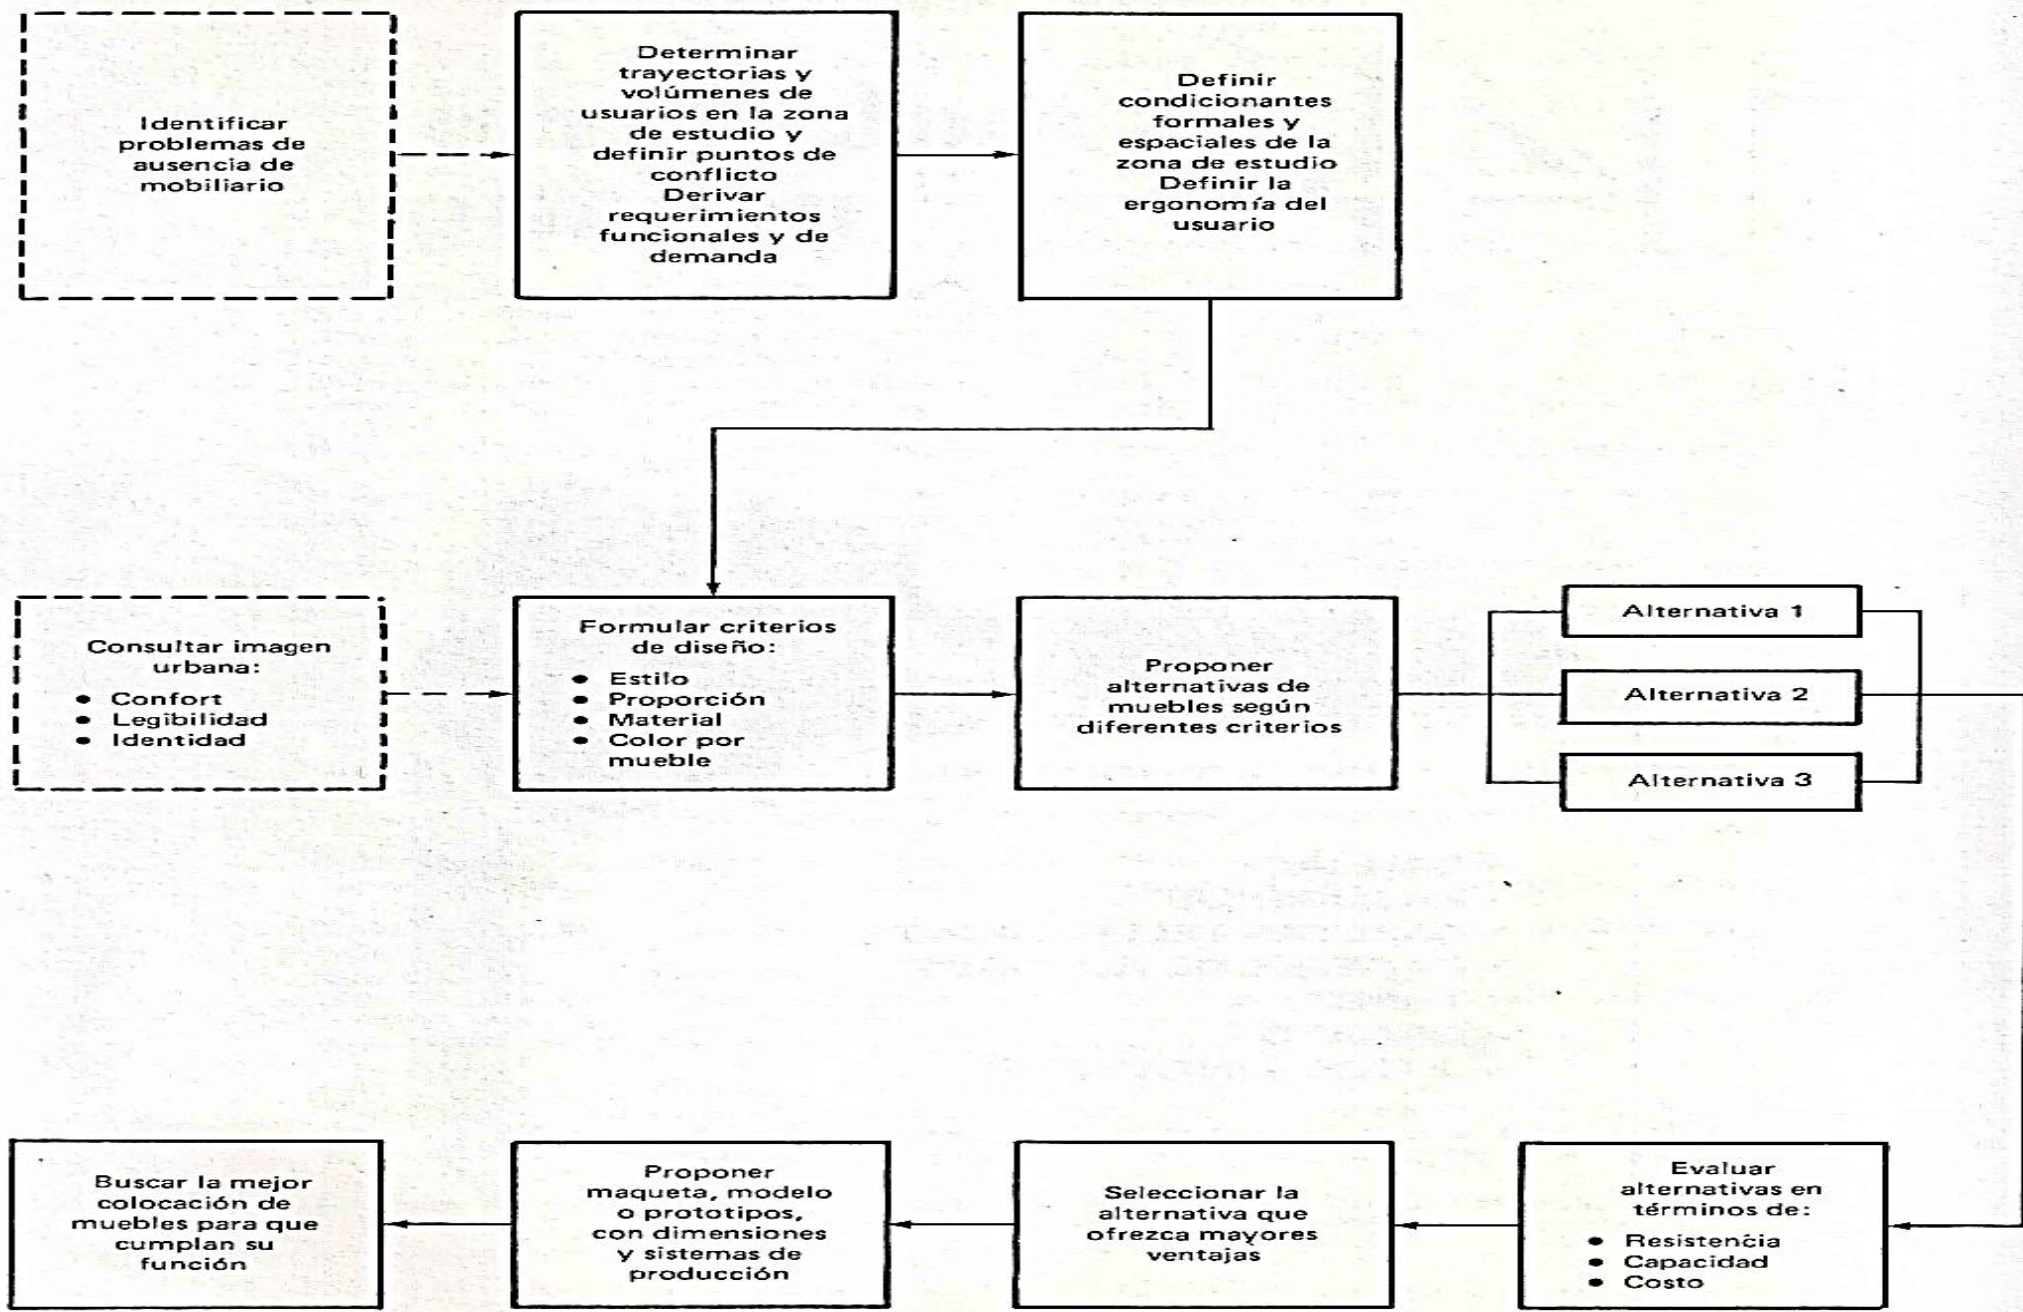 Identificar
problemas de
ausencia de
mobiliario
Determinar
trayectorias y
volúmenes de
usuarios en la zona
de estudio y
definir puntos de
conflicto
Derivar
requerimientos
funcionales y de
demanda
Definir
condicionantes
formales y
espaciales de la
zona de estudio
Definir la
ergonomía del
usuario
Consultar imagen
urbana:
• Confort
• Legibilidad
• Identidad
Formular criterios
de diseño:
• Estilo
• Proporción
• Material
• Color por
mueble
Proponer
alternativas de
muebles según
diferentes criterios
Alternativa 1
Alternativa 2
Alternativa 3
Evaluar
alternativas en
términos de:
• Resistencia
• Capacidad
• Costo
Seleccionar la
alternativa que
ofrezca mayores
ventajas
Proponer
maqueta, modelo
o prototipos,
con dimensiones
y sistemas de
producción
Buscar la mejor
colocación de
muebles para que
cumplan su
función